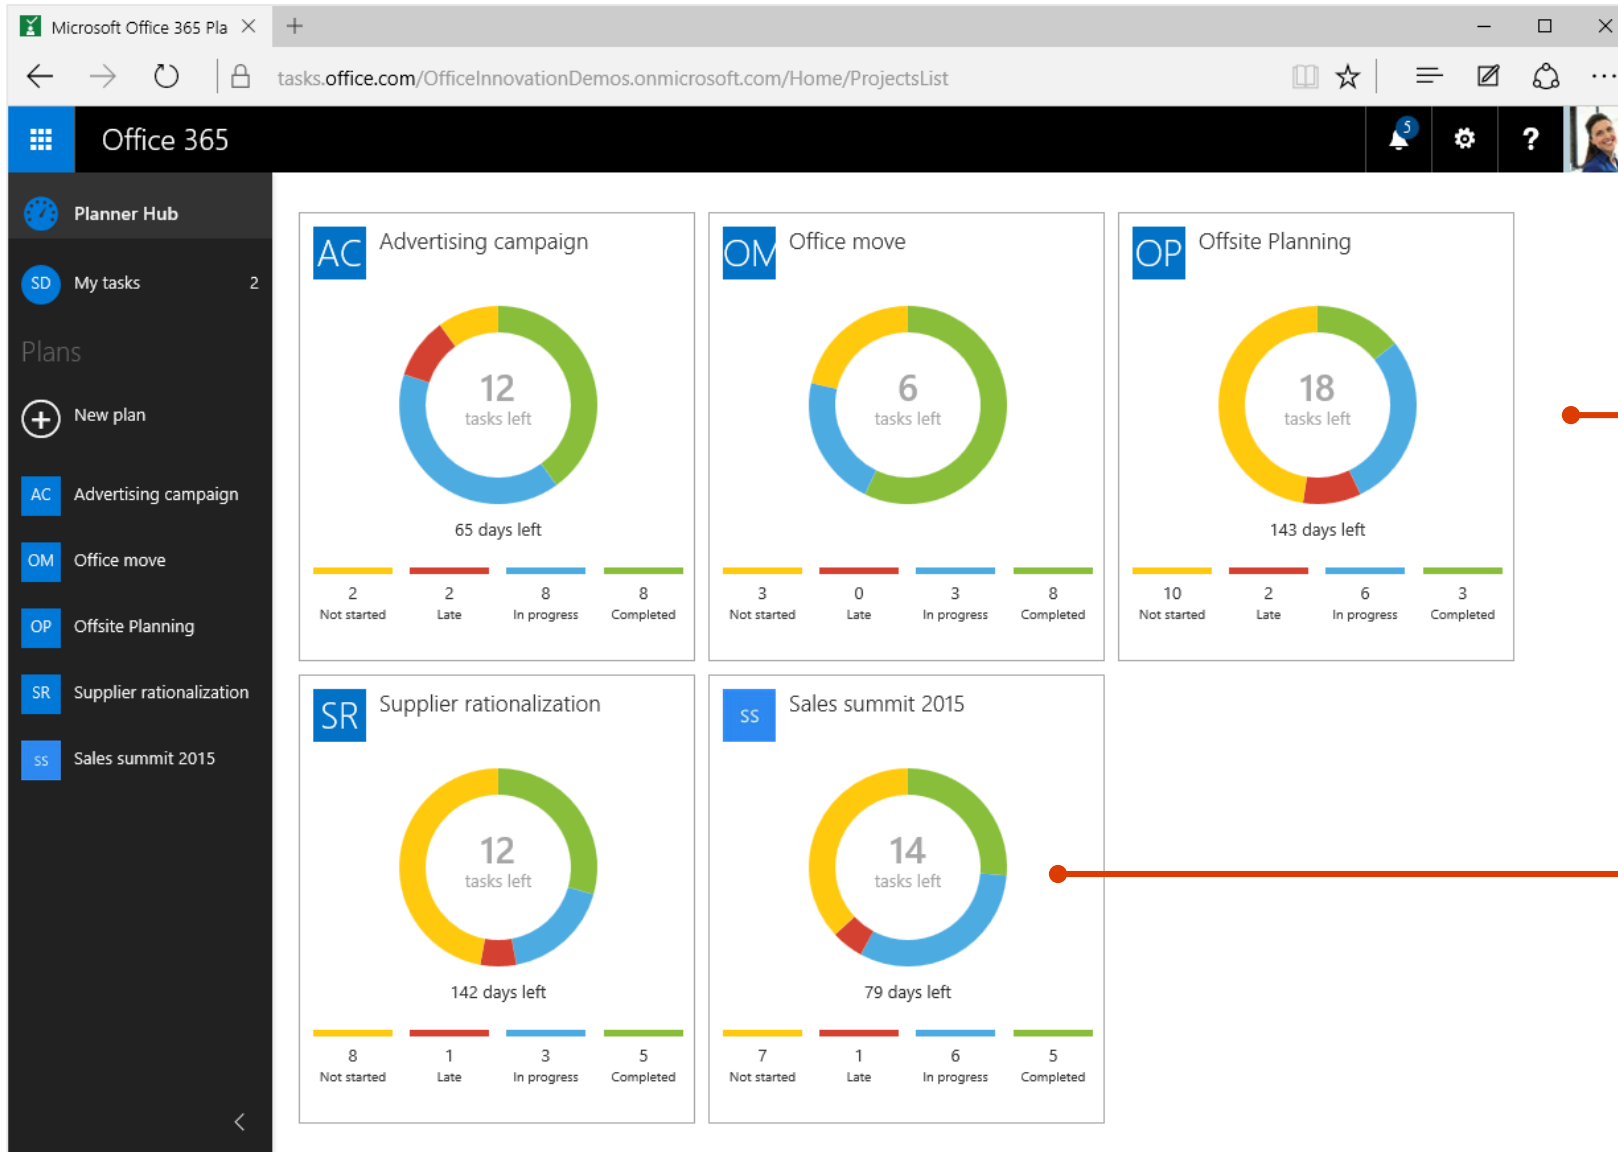 Microsoft Office 365 Pla
tasks.office.com/OfficeInnovationDemos.onmicrosoft.com/Home/ProjectsList
Office 365
5
?
Planner Hub
SD My tasks 2
Plans
New plan
AC Advertising campaign
OM Office move
OP Offsite Planning
SR Supplier rationalization
SS Sales summit 2015
AC Advertising campaign
12
tasks left
65 days left
2 2 8 8
Not started Late In progress Completed
OM Office move
6
tasks left
3 0 3 8
Not started Late In progress Completed
OP Offsite Planning
18
tasks left
143 days left
10 2 6 3
Not started Late In progress Completed
SR Supplier rationalization
12
tasks left
142 days left
8 1 3 5
Not started Late In progress Completed
SS Sales summit 2015
14
tasks left
79 days left
7 1 6 5
Not started Late In progress Completed